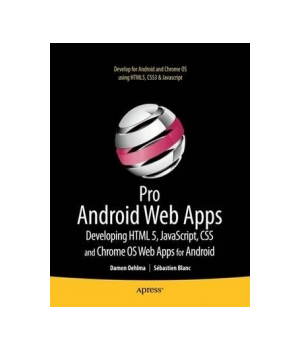 Develop for Android and Chrome OS
using HTML5, CSS3 & Javascript
Pro
Android Web Apps
Developing HTML 5, JavaScript, CSS
and Chrome OS Web Apps for Android
Damon Oehlma | Sébastien Blanc
Apress®